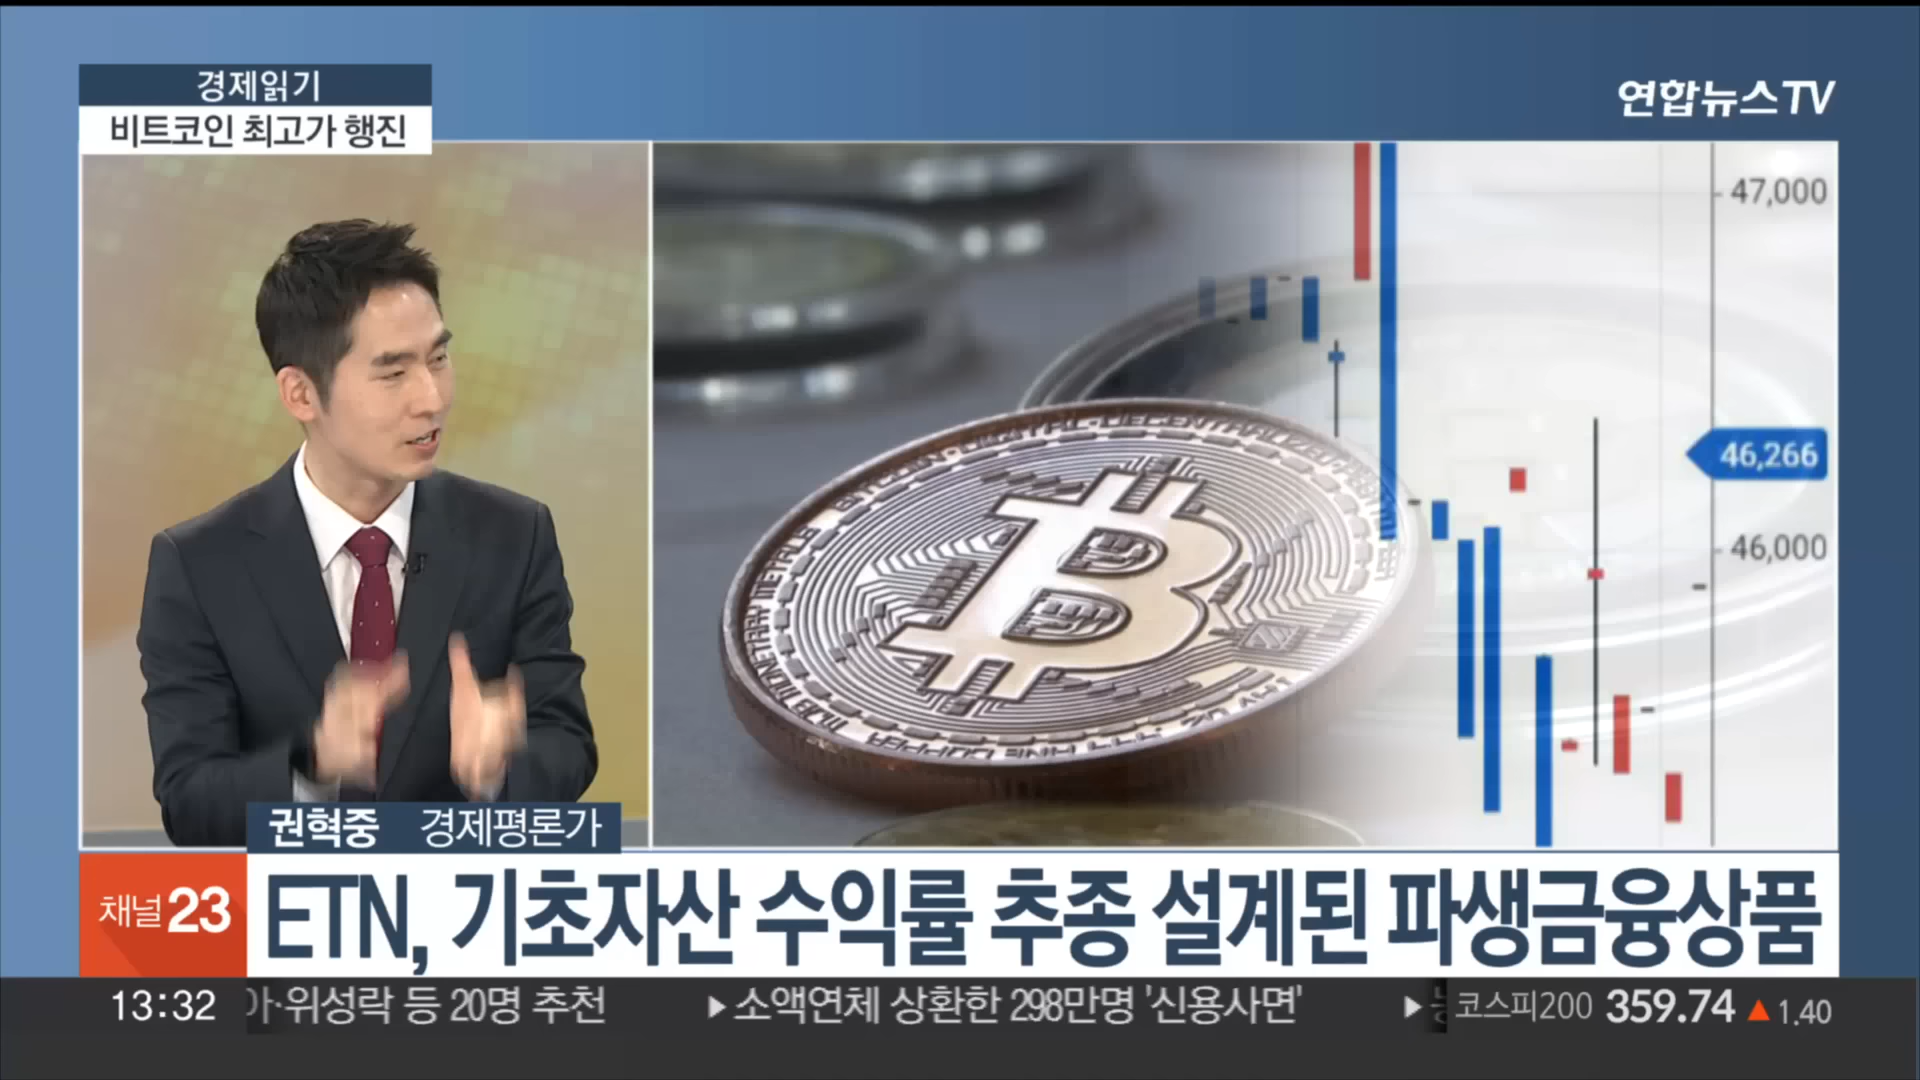 경제읽기
비트코인 최고가 행진
연합뉴스TV
47,000
46,266
46,000
BITCOIN · DIGITAL · DECENTRALIZED
권혁중 경제평론가
채널23
ETN, 기초자산 수익률 추종 설계된 파생금융상품
13:32
·위성락 등 20명 추천 ▶소액연체 상환한 298만명 '신용사면' ▶
코스피200 359.74 ▲1.40